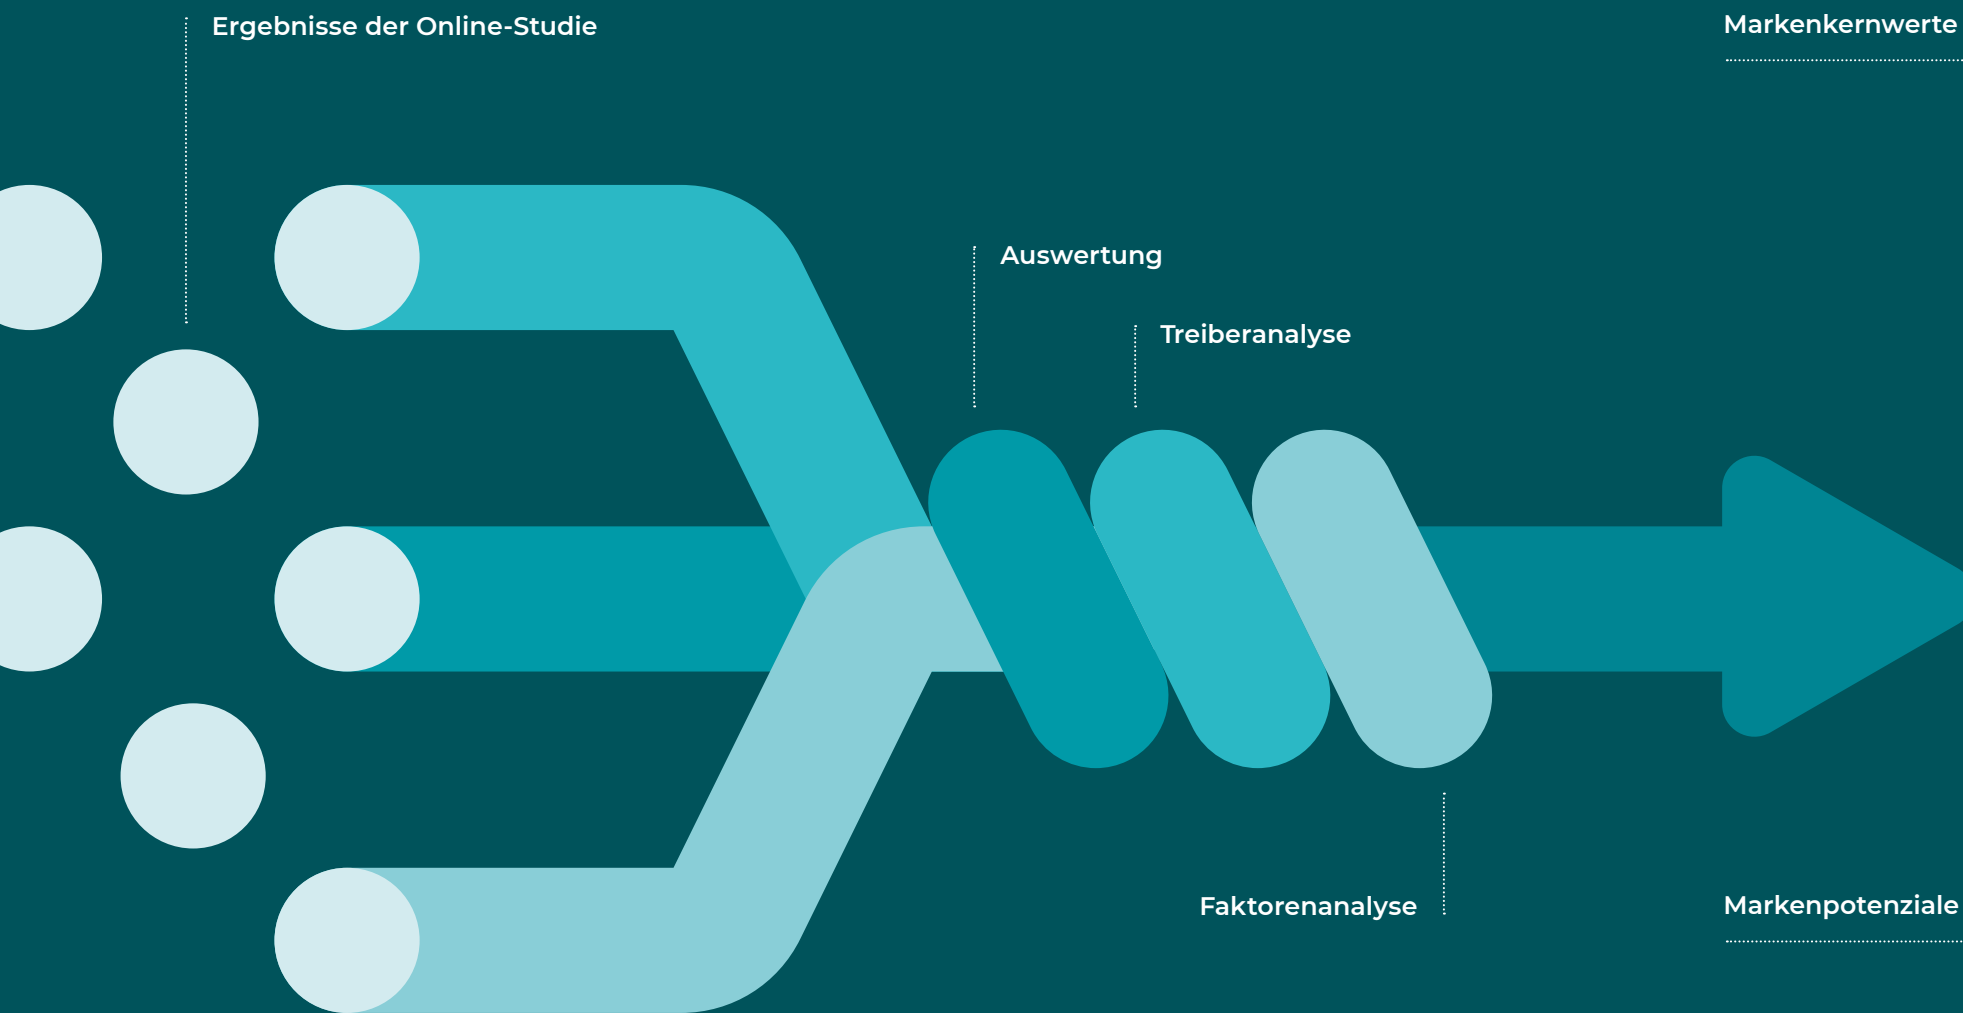 Ergebnisse der Online-Studie
Markenkernwerte
Auswertung
Treiberanalyse
Faktorenanalyse
Markenpotenziale